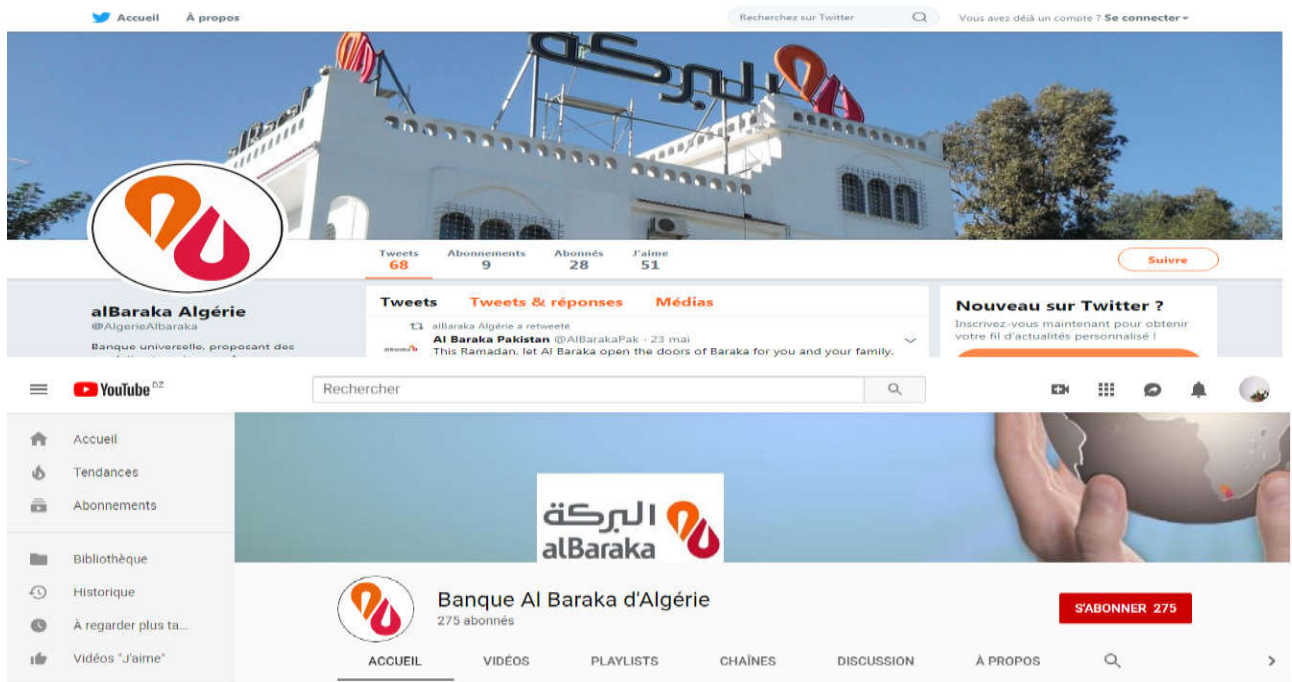 Accueil À propos Recherchez sur Twitter Vous avez déjà un compte ? Se connecter
البركة
Tweets Abonnements Abonnés J'aime
68 9 28 51
Suivre
alBaraka Algérie
@AlgerieAlbaraka
Banque universelle, proposant des
Tweets Tweets & réponses Médias
alBaraka Algérie a retweeté
Al Baraka Pakistan @AlBarakaPak · 23 mai
This Ramadan, let Al Baraka open the doors of Baraka for you and your family.
Nouveau sur Twitter ?
Inscrivez-vous maintenant pour obtenir
votre fil d'actualités personnalisé !
YouTube DZ Rechercher
Accueil
Tendances
Abonnements
Bibliothèque
Historique
À regarder plus ta...
Vidéos "J'aime"
البركة
alBaraka
Banque Al Baraka d'Algérie
275 abonnés
S'ABONNER 275
ACCUEIL VIDÉOS PLAYLISTS CHAÎNES DISCUSSION À PROPOS